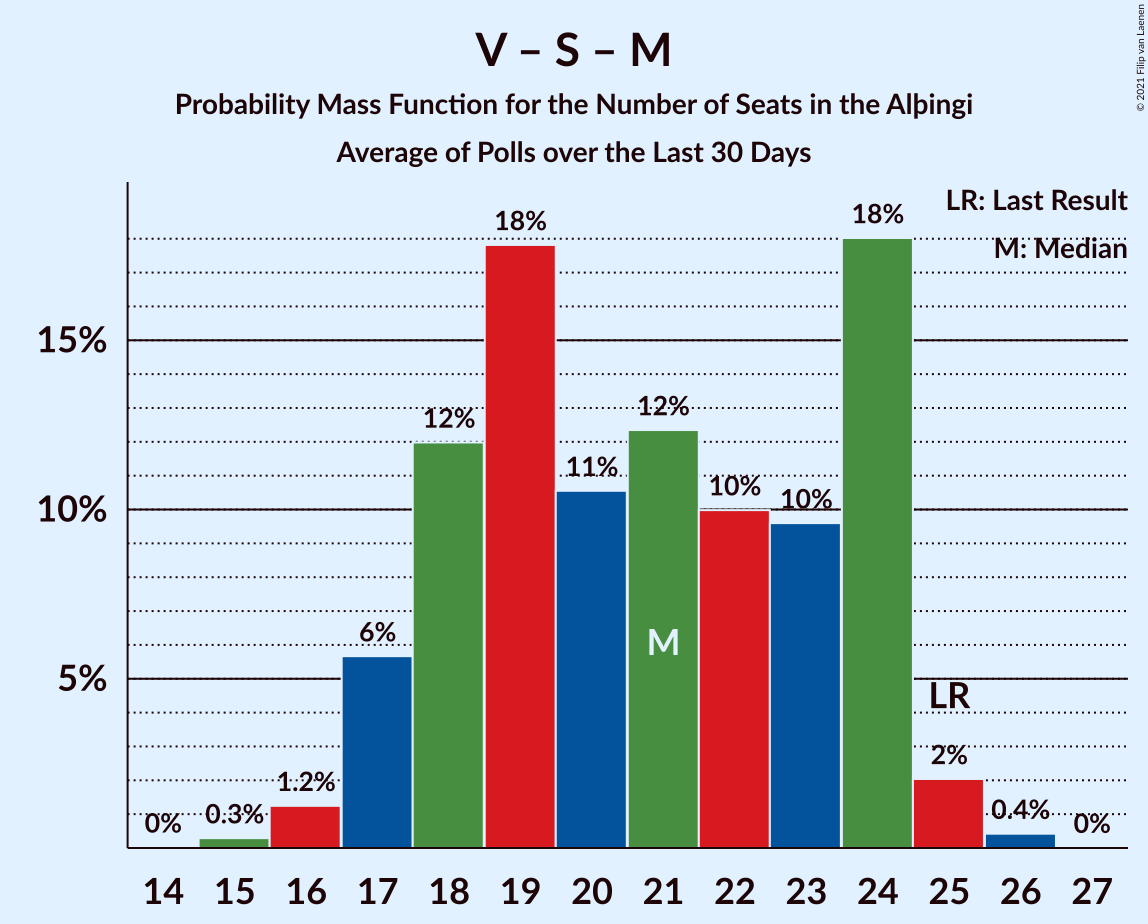 V – S – M
Probability Mass Function for the Number of Seats in the Alþingi
Average of Polls over the Last 30 Days
© 2021 Filip van Laenen
LR: Last Result
M: Median
18%
18%
15%
12%
12%
11%
10%
10%
10%
6%
M
5%
LR
2%
1.2%
0.4%
0.3%
0%
0%
14 15 16 17 18 19 20 21 22 23 24 25 26 27